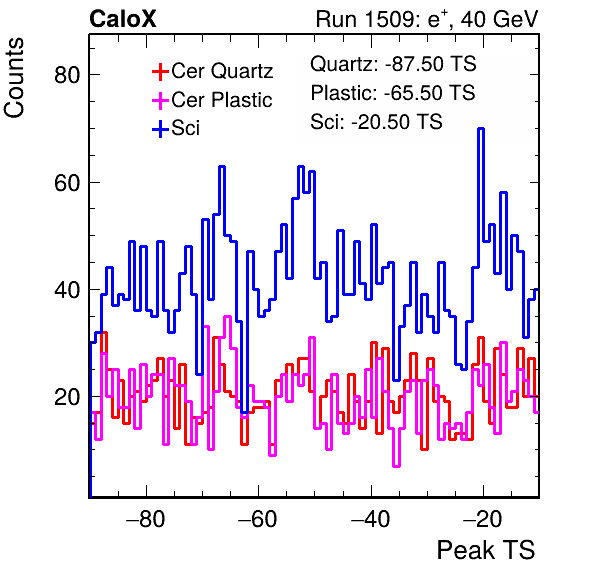 CaloX Run 1509: e⁺, 40 GeV
Counts
Cer Quartz
Cer Plastic
Sci
Quartz: -87.50 TS
Plastic: -65.50 TS
Sci: -20.50 TS
80
60
40
20
−80 −60 −40 −20
Peak TS